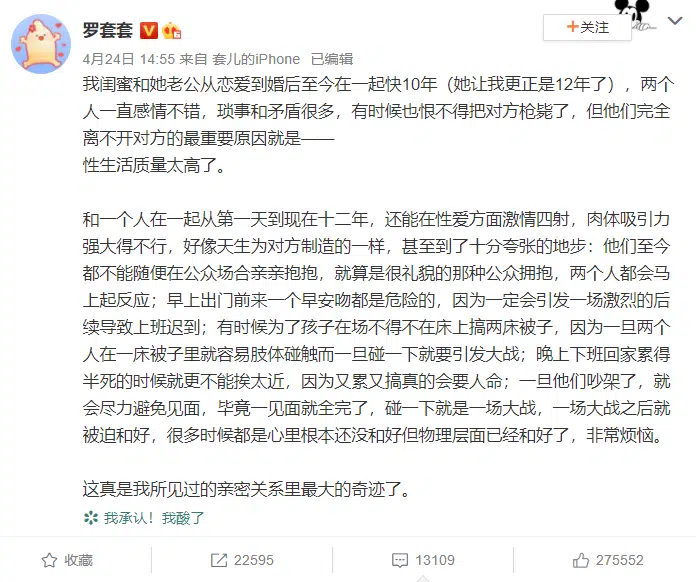 罗套套
+关注
4月24日 14:55 来自 套儿的iPhone 已编辑
我闺蜜和她老公从恋爱到婚后至今在一起快10年（她让我更正是12年了），两个
人一直感情不错，琐事和矛盾很多，有时候也恨不得把对方枪毙了，但他们完全
离不开对方的最重要原因就是——
性生活质量太高了。
和一个人在一起从第一天到现在十二年，还能在性爱方面激情四射，肉体吸引力
强大得不行，好像天生为对方制造的一样，甚至到了十分夸张的地步：他们至今
都不能随便在公众场合亲亲抱抱，就算是很礼貌的那种公众拥抱，两个人都会马
上起反应；早上出门前来一个早安吻都是危险的，因为一定会引发一场激烈的后
续导致上班迟到；有时候为了孩子在场不得不在床上搞两床被子，因为一旦两个
人在一床被子里就容易肢体碰触而一旦碰一下就要引发大战；晚上下班回家累得
半死的时候就更不能挨太近，因为又累又搞真的会要人命；一旦他们吵架了，就
会尽力避免见面，毕竟一见面就全完了，碰一下就是一场大战，一场大战之后就
被迫和好，很多时候都是心里根本还没和好但物理层面已经和好了，非常烦恼。
这真是我所见过的亲密关系里最大的奇迹了。
我承认！我酸了
收藏 22595 13109 275552